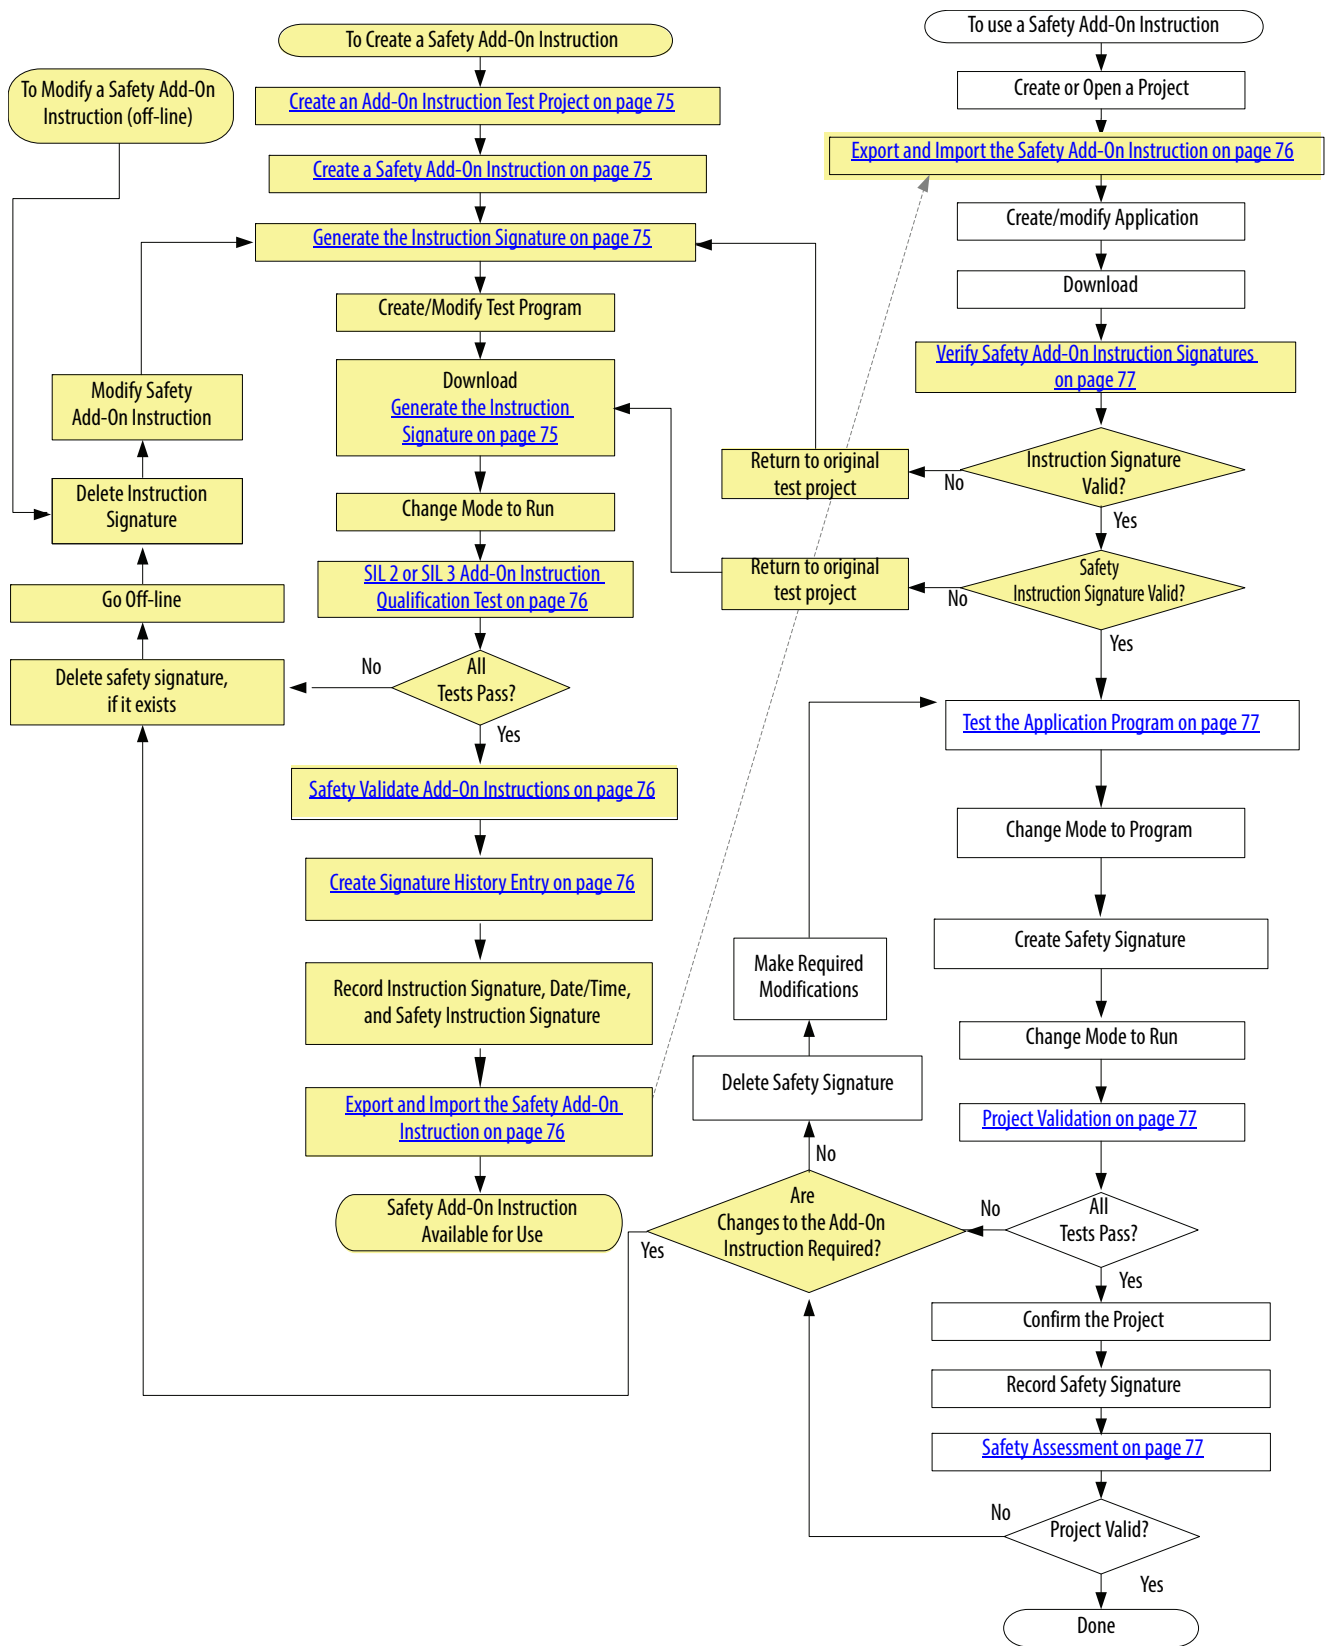 To Create a Safety Add-On Instruction
To Modify a Safety Add-On
Instruction (off-line)
Create an Add-On Instruction Test Project on page 75
Create a Safety Add-On Instruction on page 75
Generate the Instruction Signature on page 75
Create/Modify Test Program
Download
Generate the Instruction
Signature on page 75
Modify Safety
Add-On Instruction
Delete Instruction
Signature
Change Mode to Run
SIL 2 or SIL 3 Add-On Instruction
Qualification Test on page 76
Go Off-line
Delete safety signature,
if it exists
No
All
Tests Pass?
Yes
Safety Validate Add-On Instructions on page 76
Create Signature History Entry on page 76
Record Instruction Signature, Date/Time,
and Safety Instruction Signature
Export and Import the Safety Add-On
Instruction on page 76
Safety Add-On Instruction
Available for Use
To use a Safety Add-On Instruction
Create or Open a Project
Export and Import the Safety Add-On Instruction on page 76
Create/modify Application
Download
Verify Safety Add-On Instruction Signatures
on page 77
Instruction Signature
Valid?
No
Return to original
test project
Yes
Safety
Instruction Signature Valid?
No
Return to original
test project
Yes
Test the Application Program on page 77
Change Mode to Program
Create Safety Signature
Make Required
Modifications
Change Mode to Run
Delete Safety Signature
Project Validation on page 77
No
Are
Changes to the Add-On
Instruction Required?
Yes
No
All
Tests Pass?
Yes
Confirm the Project
Record Safety Signature
Safety Assessment on page 77
No
Project Valid?
Yes
Done